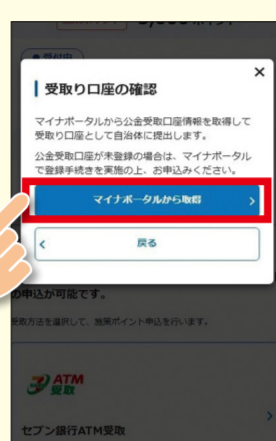 ×
受取り口座の確認
マイナポータルから公金受取口座情報を取得して
受取り口座として自治体に提出します。
公金受取口座が未登録の場合は、マイナポータル
で登録手続きを実施の上、お申込みください。
マイナポータルから取得 >
< 戻る
の申込が可能です。
受取方法を選択して、施策ポイント申込を行います。
ATM
受取
セブン銀行ATM受取 >